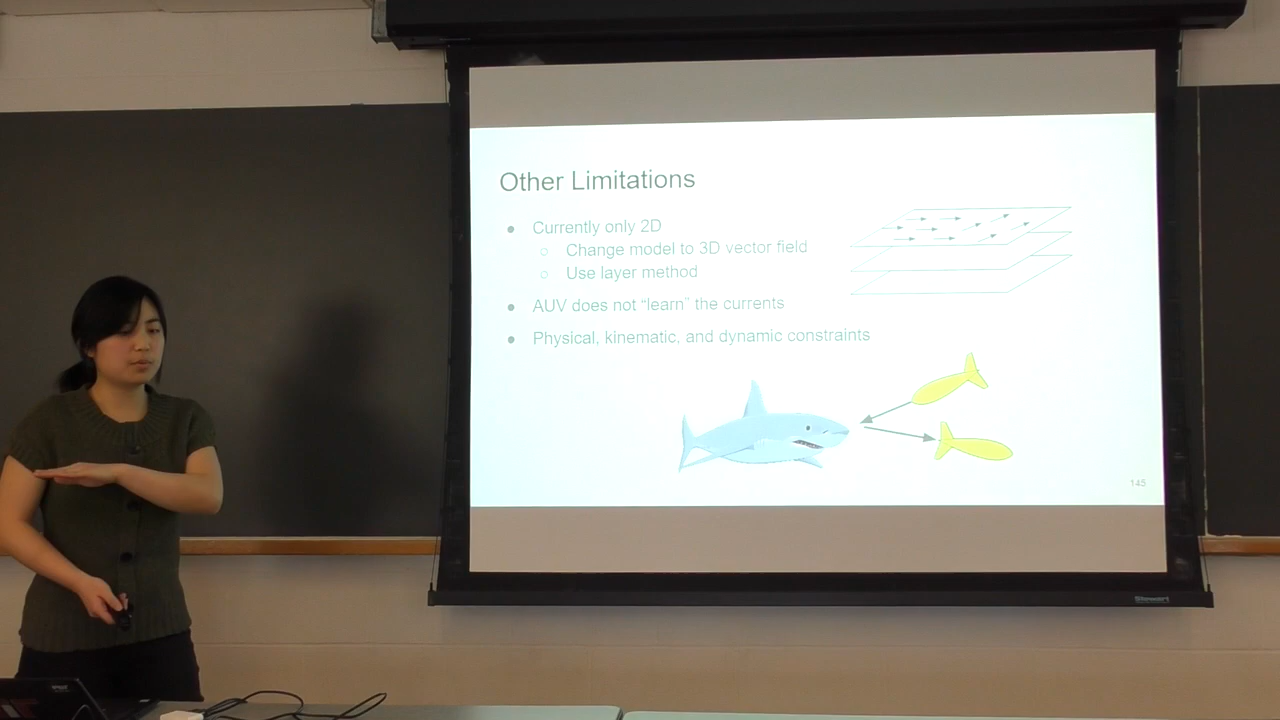 Other Limitations
● Currently only 2D
○ Change model to 3D vector field
○ Use layer method
● AUV does not “learn” the currents
● Physical, kinematic, and dynamic constraints
145
Stewart